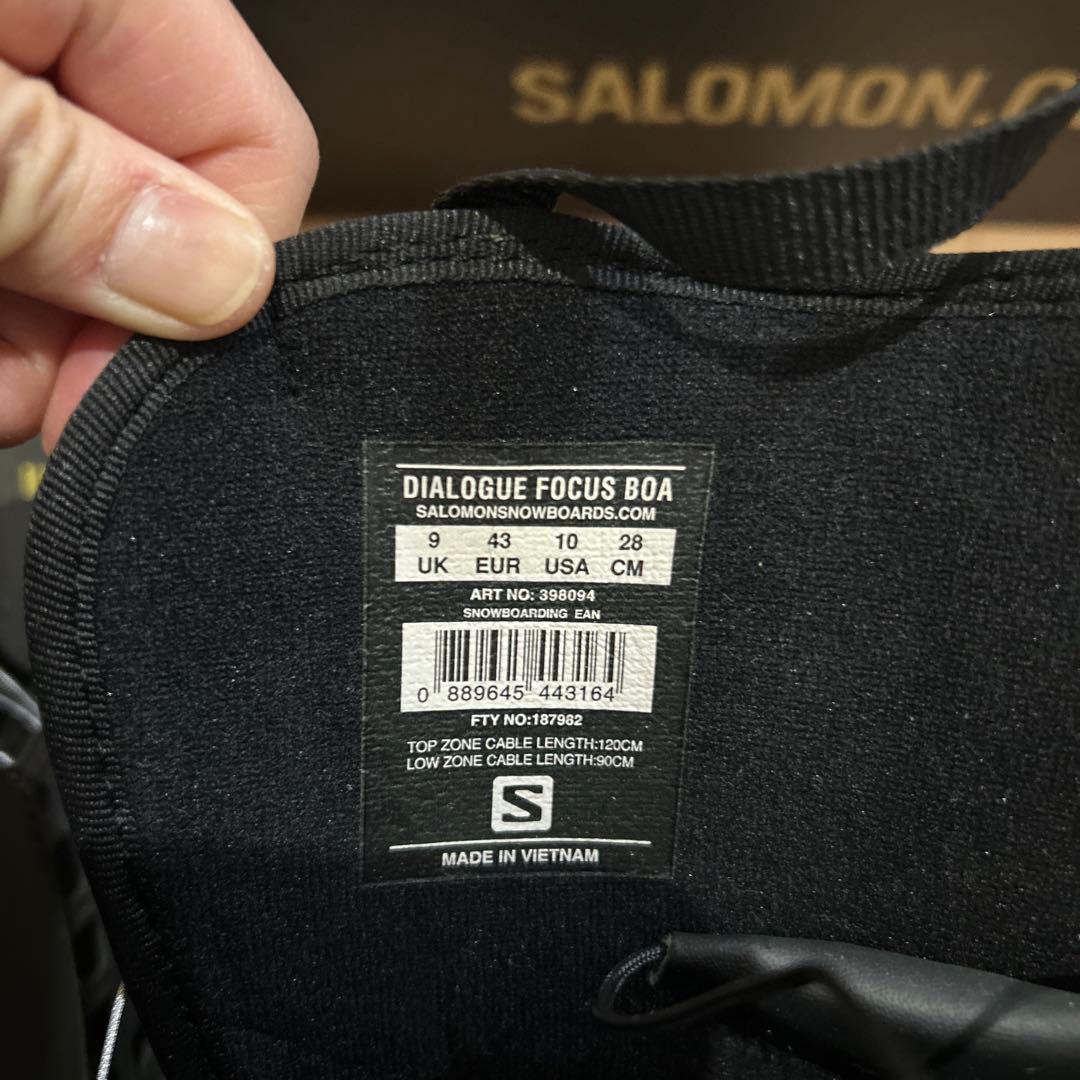 SALOMON.C
DIALOGUE FOCUS BOA
SALOMONSNOWBOARDS.COM
9 43 10 28
UK EUR USA CM
ART NO: 398094
SNOWBOARDING EAN
0 889645 443164
FTY NO:187982
TOP ZONE CABLE LENGTH:120CM
LOW ZONE CABLE LENGTH:90CM
S
MADE IN VIETNAM